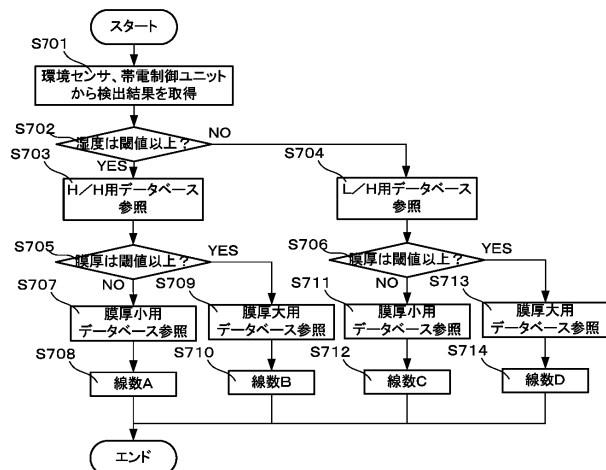 スタート
S701
環境センサ、帯電制御ユニット
から検出結果を取得
S702
湿度は閾値以上?
NO
YES
S703
H/H用データベース
参照
S704
L/H用データベース
参照
S705
膜厚は閾値以上?
YES
NO
S706
膜厚は閾値以上?
YES
NO
S707
膜厚小用
データベース参照
S709
膜厚大用
データベース参照
S711
膜厚小用
データベース参照
S713
膜厚大用
データベース参照
S708
線数A
S710
線数B
S712
線数C
S714
線数D
エンド